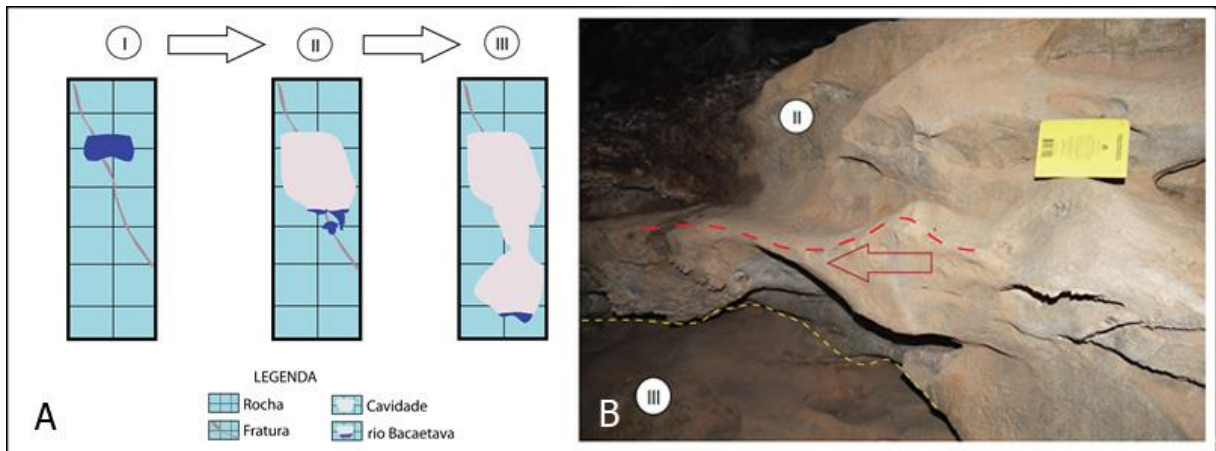 I II III
LEGENDA
Rocha Cavidade
Fratura rio Bacaetava
A
II
III
B